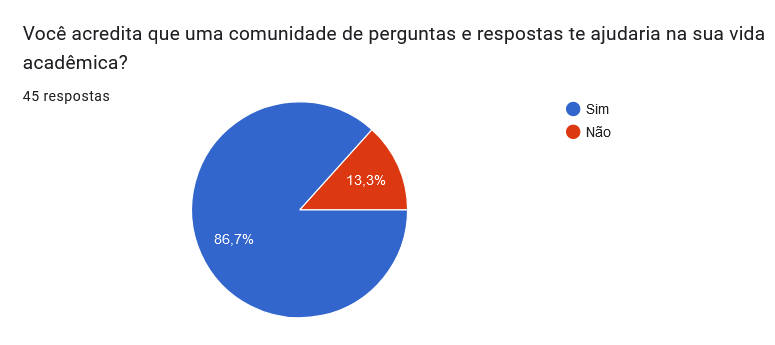 Você acredita que uma comunidade de perguntas e respostas te ajudaria na sua vida
acadêmica?
45 respostas
Sim
Não
13,3%
86,7%